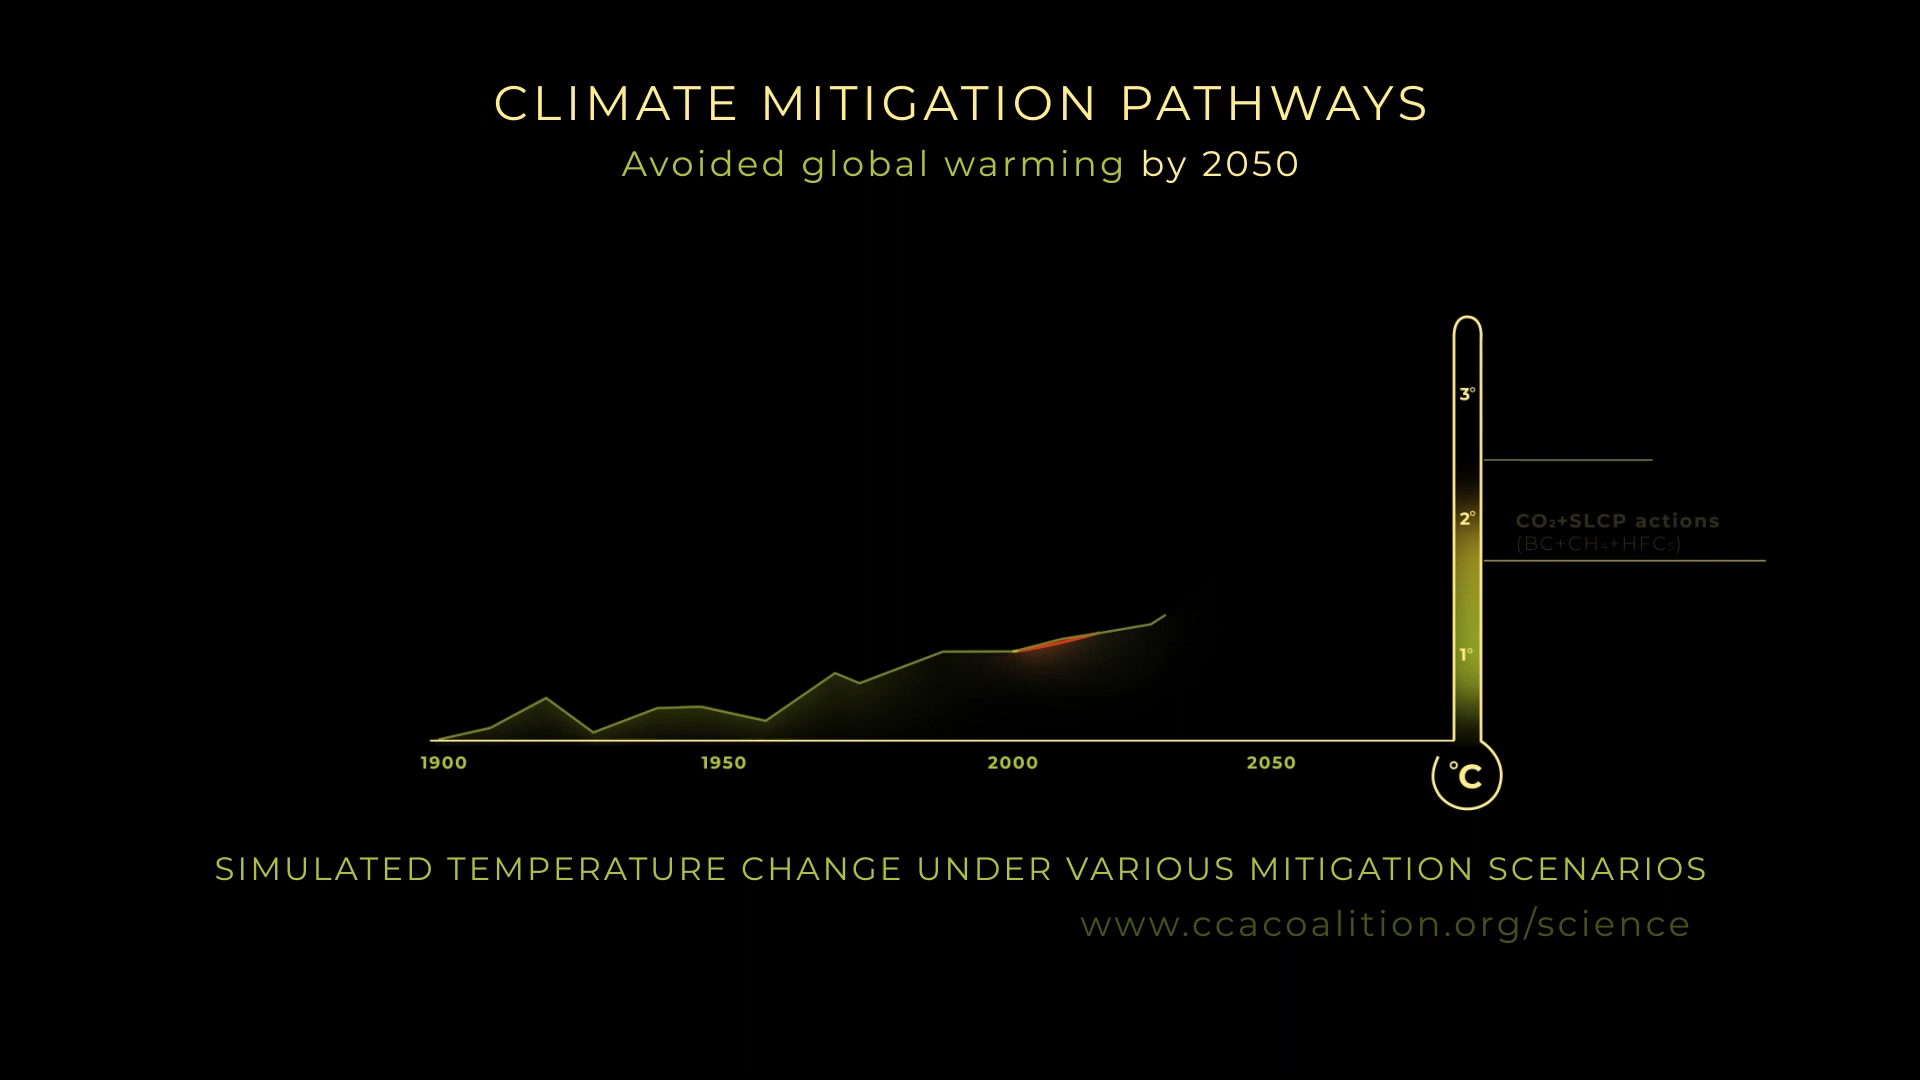 CLIMATE MITIGATION PATHWAYS
Avoided global warming by 2050
3°
2°
CO₂+SLCP actions
(BC+CH₄+HFCs)
1°
1900 1950 2000 2050
°C
SIMULATED TEMPERATURE CHANGE UNDER VARIOUS MITIGATION SCENARIOS
www.ccacoalition.org/science